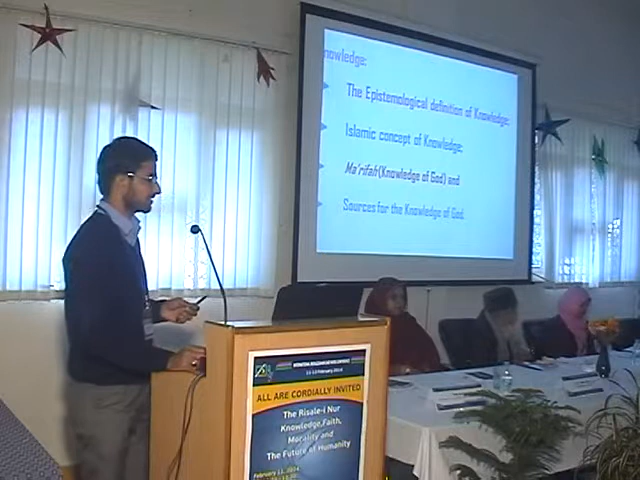 nowledge:
The Epistemological definition of Knowledge:
Islamic concept of Knowledge:
Ma'rifah(Knowledge of God) and
Sources for the Knowledge of God.
ALL ARE CORDIALLY INVITED
The Risale-i Nur
Knowledge, Faith,
Morality and
The Future of Humanity
February 11, 2014